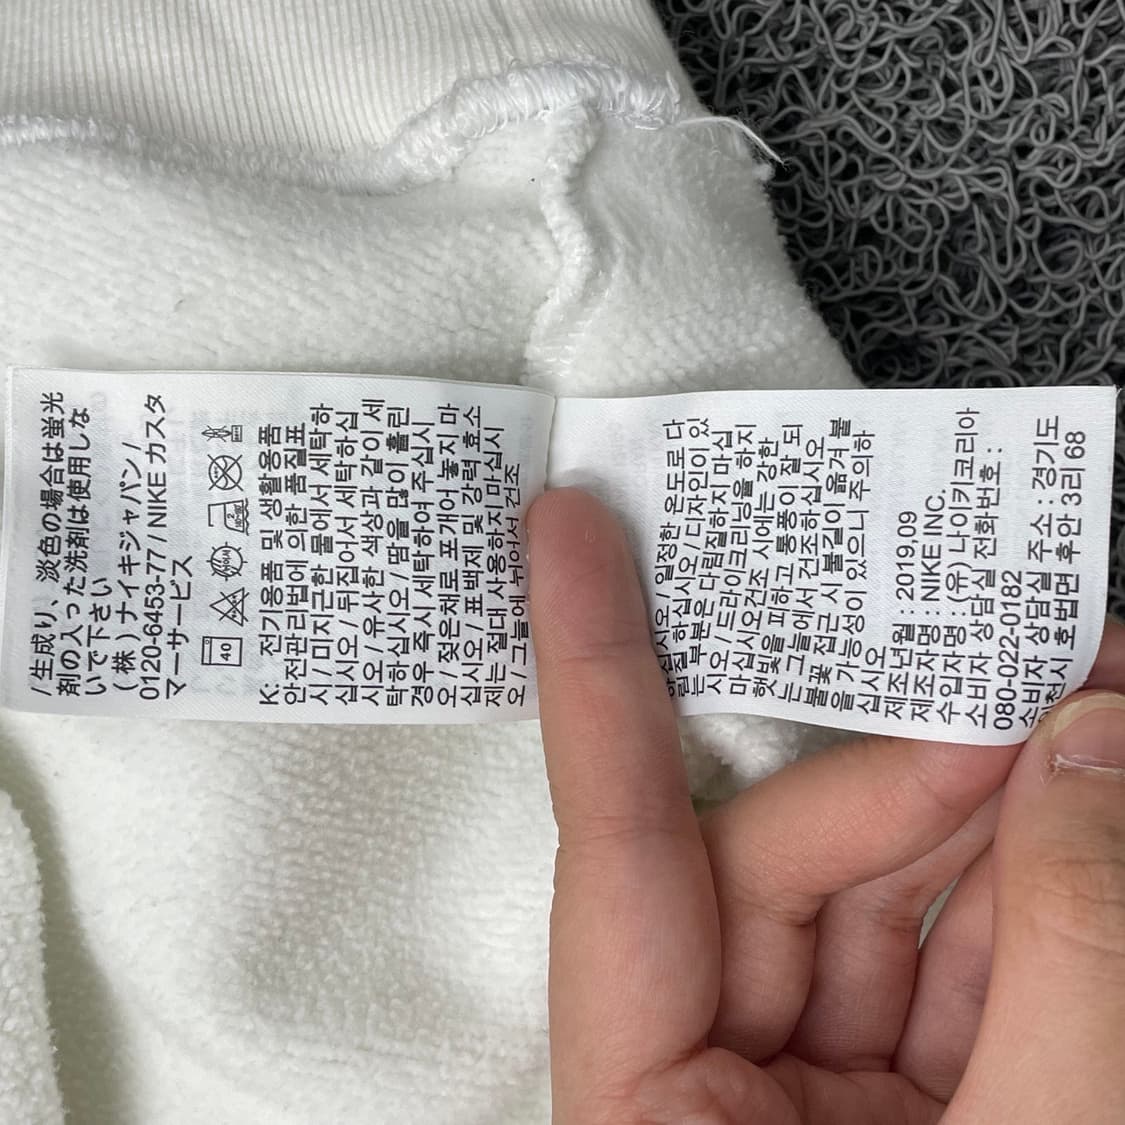 /生成り、淡色の場合は蛍光
剤の入った洗剤は使用しな
いで下さい
(株)ナイキジャパン/
0120-6453-77/NIKE カスタ
マーサービス
40
K: 전기용품 및 생활용품
안전관리법에 의한 품질표
시/미지근한 물에서 세탁하
십시오/뒤집아서 세탁하십
시오/유사한 색상과 같이 세
탁하십시오/땀을 많이 흘린
경우 즉시 세탁하여 주십시
오/젖은채로 포개어 놓지 마
십시오/표백제 및 강력 효소
제는 절대 사용하지 마십시
오/그늘에 뉘어서 건조
하십시오/일정한 온도로 다
림질 하십시오/디자인이 있
는 부분은 다림질하지 마십
시오/드라이크리닝을 하지
마십시오건조 시에는 강한
햇빛을 피하고 통풍이 잘 되
는 그늘에서 건조하십시오
불꽃 접근 시 불길이 옮겨 붙
을 가능성이 있으니 주의하
십시오
제조년월 : 2019,09
제조자명 : NIKE INC.
수입자명 : (유) 나이키코리아
소비자 상담실 전화번호 :
080-022-0182
소비자 상담실 주소 : 경기도
이천시 호법면 후안 3리 68